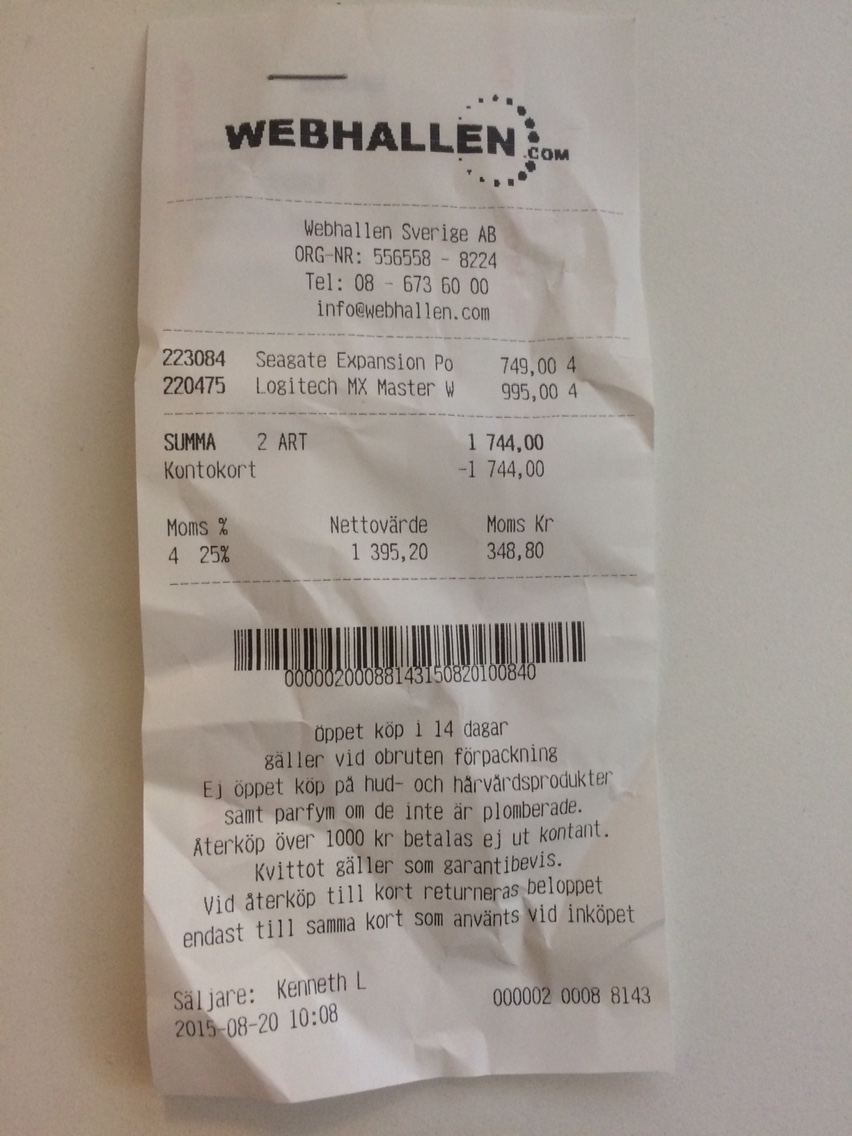 WEBHALLEN.COM
Webhallen Sverige AB
ORG-NR: 556558 - 8224
Tel: 08 - 673 60 00
info@webhallen.com
223084 Seagate Expansion Po 749,00 4
220475 Logitech MX Master W 995,00 4
SUMMA 2 ART 1 744,00
Kontokort -1 744,00
Moms % Nettovärde Moms Kr
4 25% 1 395,20 348,80
00000200088143150820100840
Öppet köp i 14 dagar
gäller vid obruten förpackning
Ej öppet köp på hud- och hårvårdsprodukter
samt parfym om de inte är plomberade.
Återköp över 1000 kr betalas ej ut kontant.
Kvittot gäller som garantibevis.
Vid återköp till kort returneras beloppet
endast till samma kort som använts vid inköpet
Säljare: Kenneth L
2015-08-20 10:08
000002 0008 8143